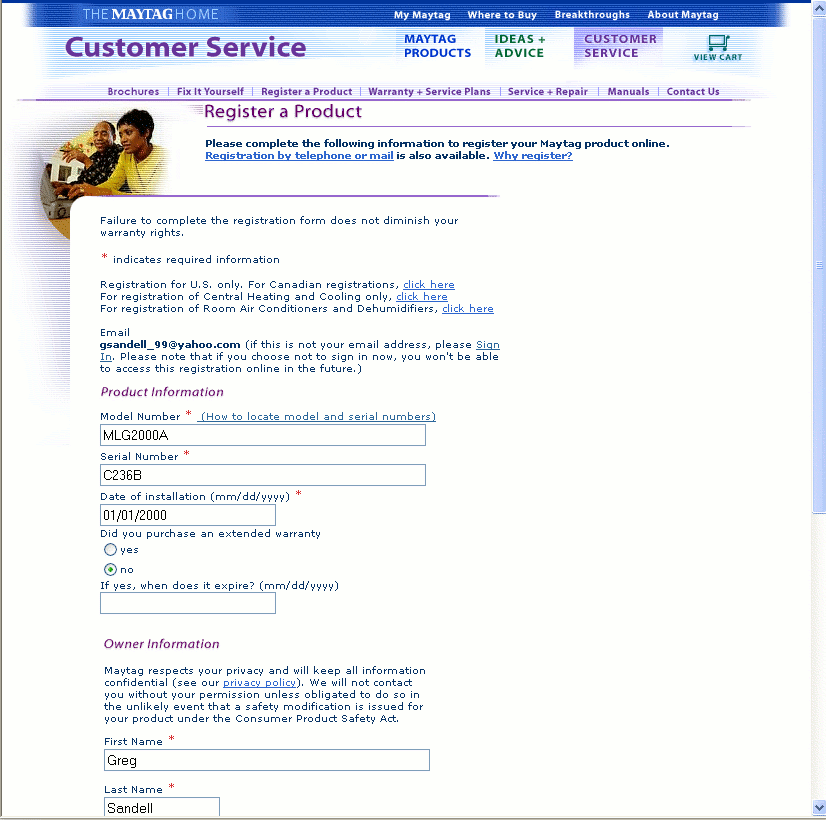 THE MAYTAG HOME
My Maytag Where to Buy Breakthroughs About Maytag
Customer Service
MAYTAG PRODUCTS
IDEAS + ADVICE
CUSTOMER SERVICE
VIEW CART
Brochures | Fix It Yourself | Register a Product | Warranty + Service Plans | Service + Repair | Manuals | Contact Us
Register a Product
Please complete the following information to register your Maytag product online.
Registration by telephone or mail is also available. Why register?
Failure to complete the registration form does not diminish your
warranty rights.
* indicates required information
Registration for U.S. only. For Canadian registrations, click here
For registration of Central Heating and Cooling only, click here
For registration of Room Air Conditioners and Dehumidifiers, click here
Email
gsandell_99@yahoo.com (if this is not your email address, please Sign
In. Please note that if you choose not to sign in now, you won't be able
to access this registration online in the future.)
Product Information
Model Number * (How to locate model and serial numbers)
MLG2000A
Serial Number *
C236B
Date of installation (mm/dd/yyyy) *
01/01/2000
Did you purchase an extended warranty
yes
no
If yes, when does it expire? (mm/dd/yyyy)
Owner Information
Maytag respects your privacy and will keep all information
confidential (see our privacy policy). We will not contact
you without your permission unless obligated to do so in
the unlikely event that a safety modification is issued for
your product under the Consumer Product Safety Act.
First Name *
Greg
Last Name *
Sandell